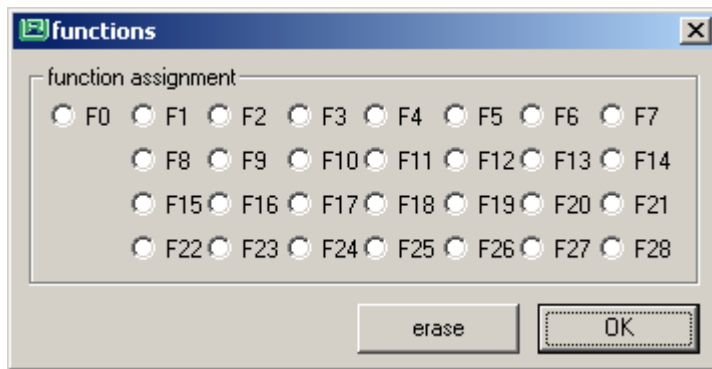 functions
function assignment
F0 F1 F2 F3 F4 F5 F6 F7
F8 F9 F10 F11 F12 F13 F14
F15 F16 F17 F18 F19 F20 F21
F22 F23 F24 F25 F26 F27 F28
erase OK